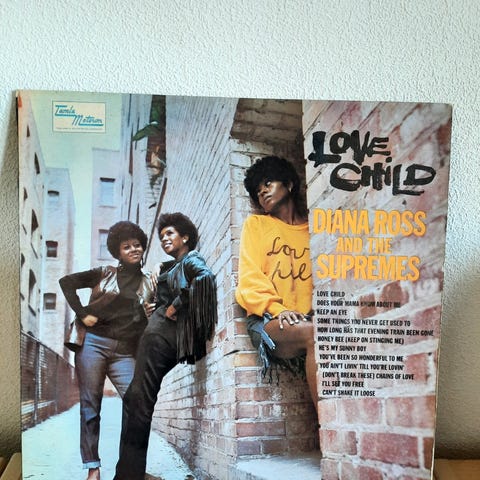 Tamla
Motown
LOVE
CHILD
DIANA ROSS
AND THE
SUPREMES
Love
Chile
LOVE CHILD
DOES YOUR MAMA KNOW ABOUT ME
KEEP AN EYE
SOME THINGS YOU NEVER GET USED TO
HOW LONG HAS THAT EVENING TRAIN BEEN GONE
HONEY BEE (KEEP ON STINGING ME)
HE'S MY SUNNY BOY
YOU'VE BEEN SO WONDERFUL TO ME
YOU AIN'T LIVIN' TILL YOU'RE LOVIN'
(DON'T BREAK THESE) CHAINS OF LOVE
I'LL SET YOU FREE
CAN'T SHAKE IT LOOSE